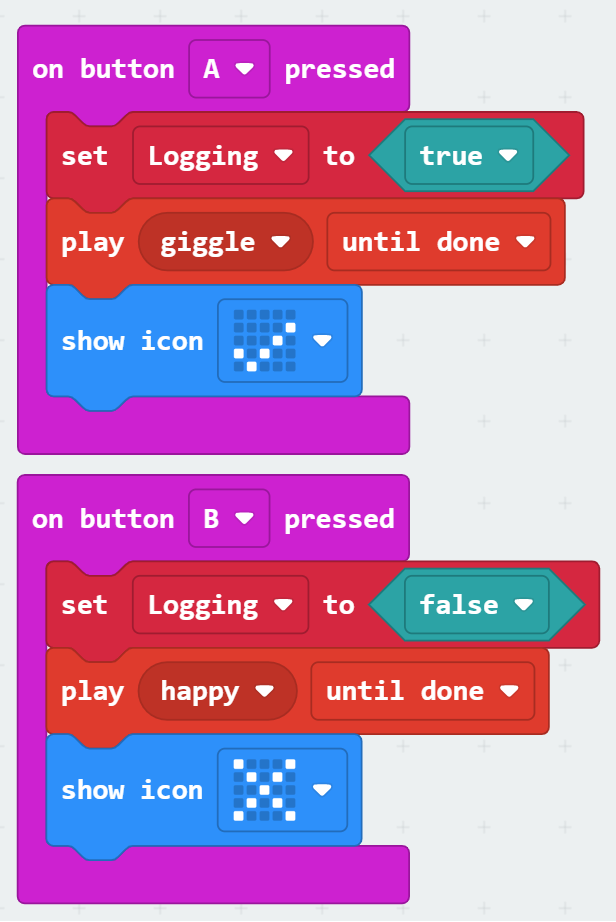 on button A pressed
set Logging to true
play giggle until done
show icon
on button B pressed
set Logging to false
play happy until done
show icon